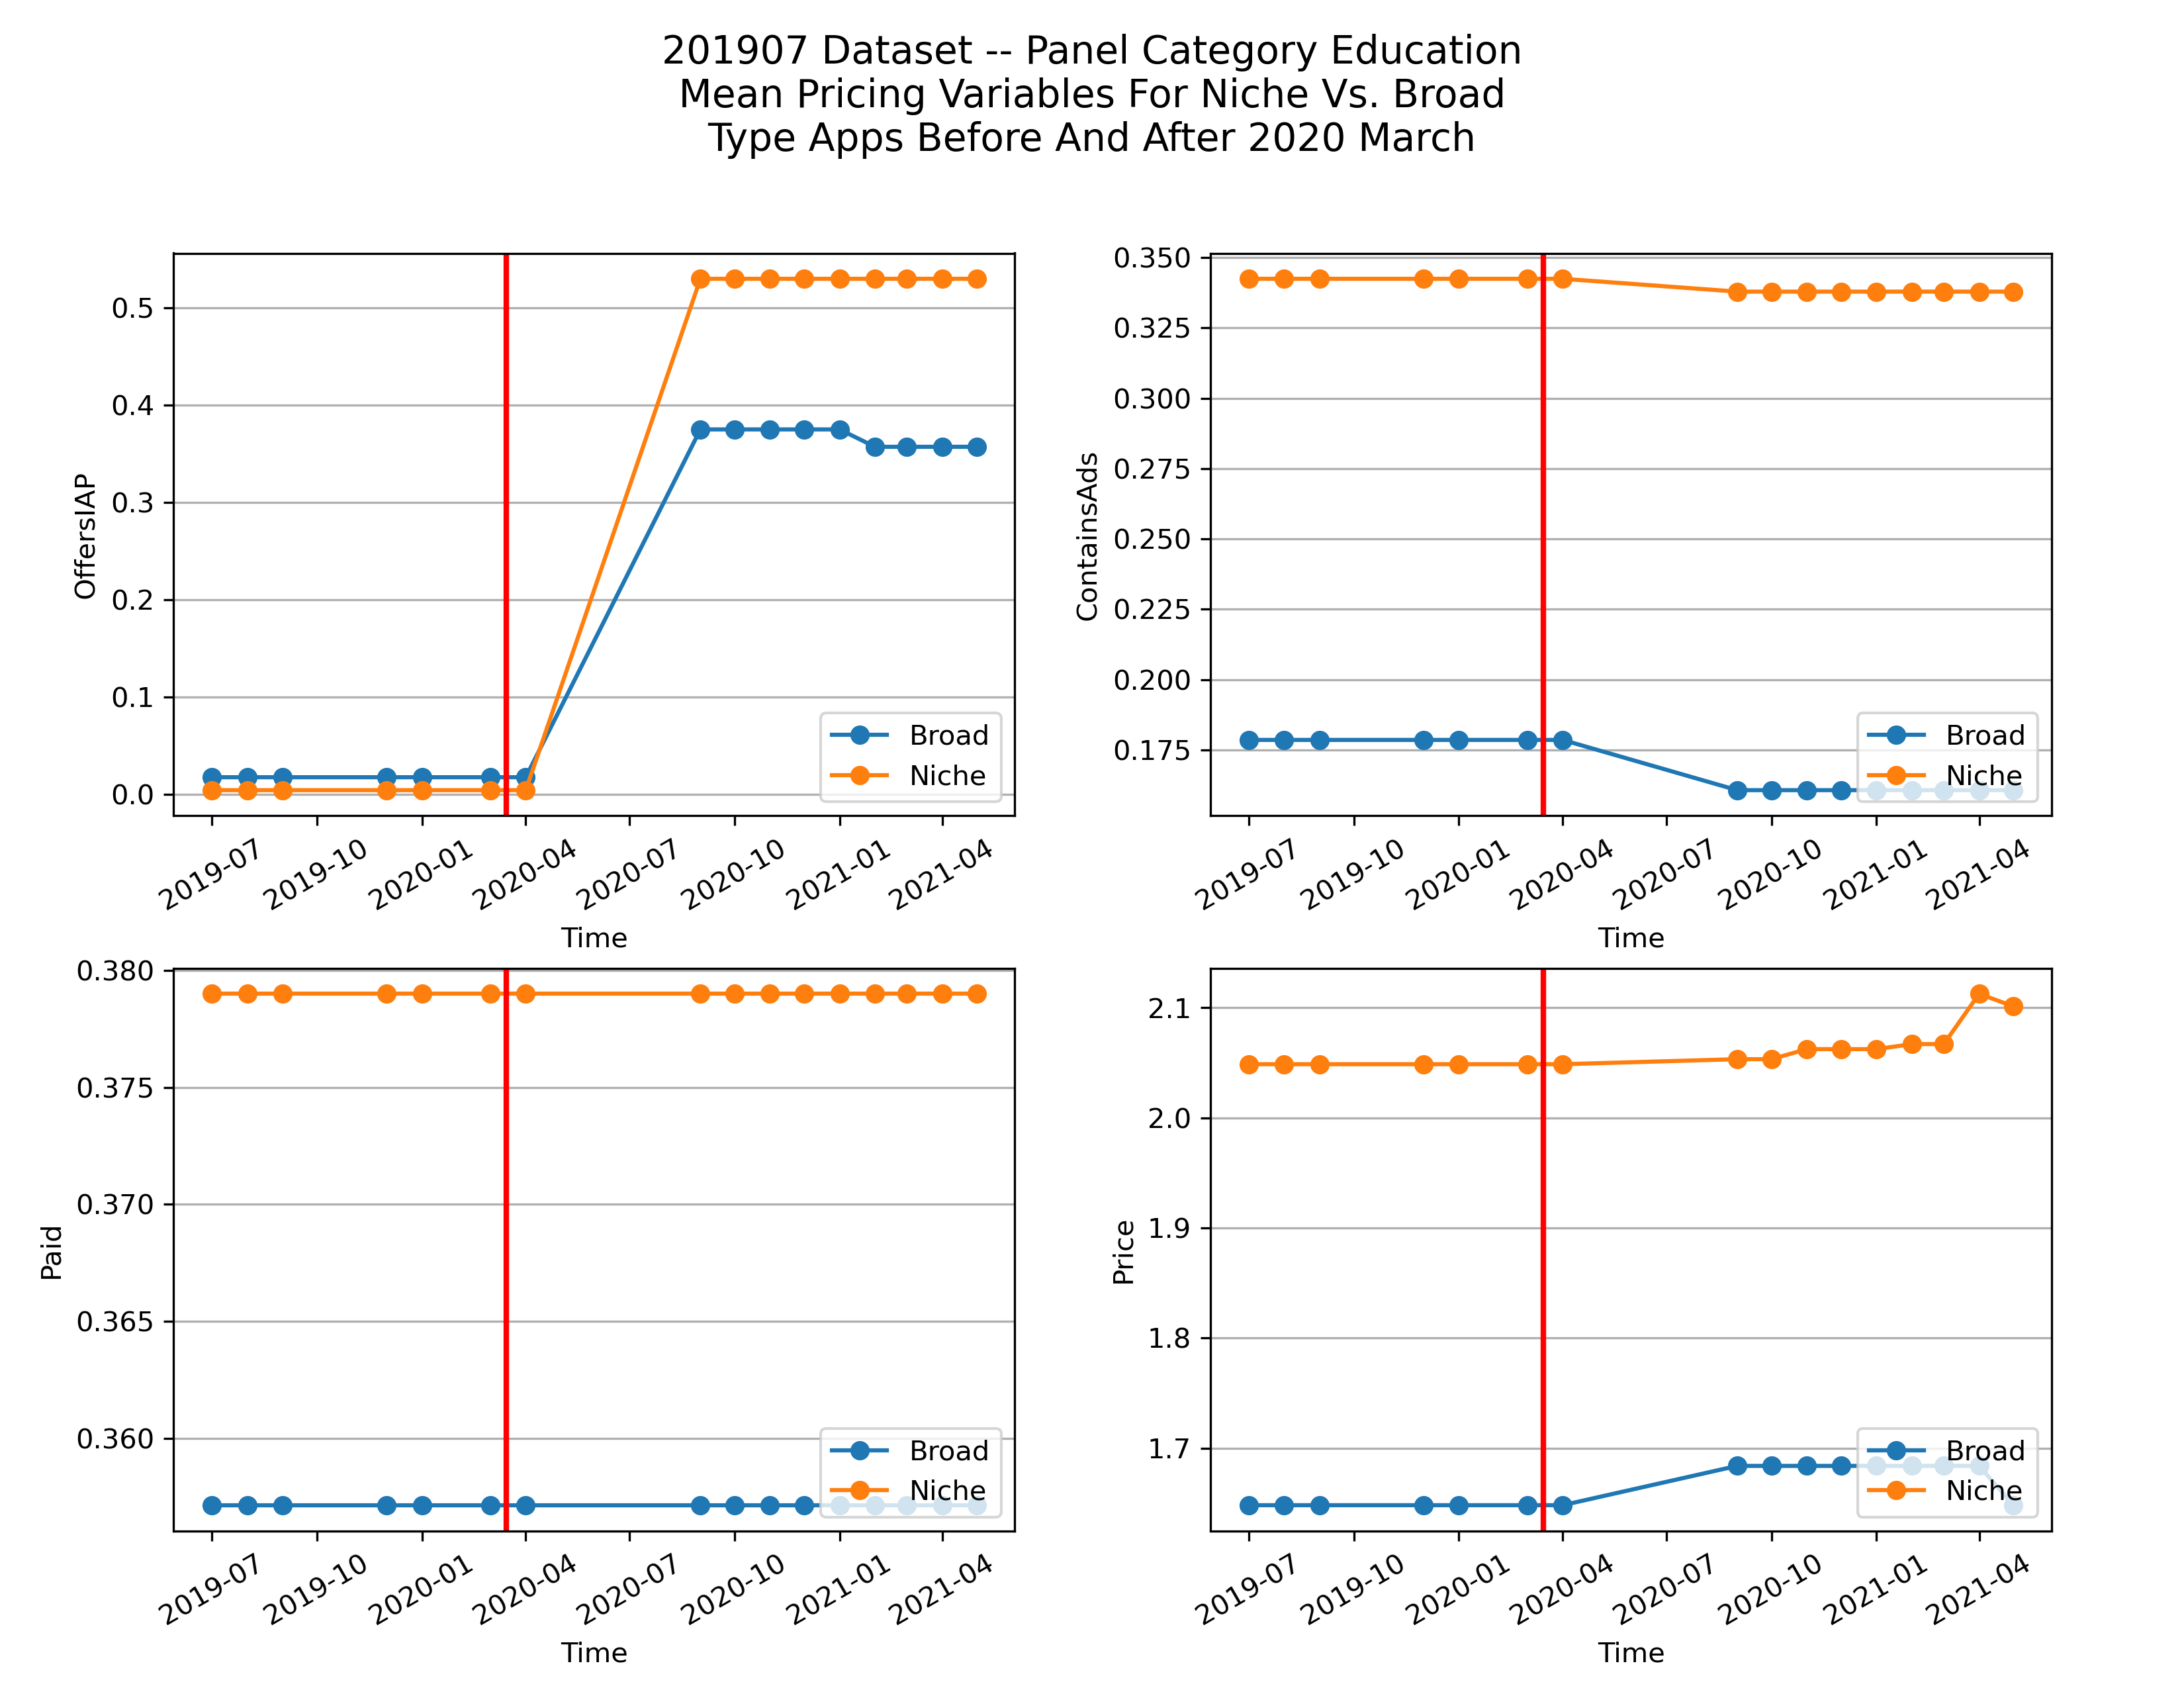 201907 Dataset -- Panel Category Education
Mean Pricing Variables For Niche Vs. Broad
Type Apps Before And After 2020 March
OffersIAP
0.5
0.4
0.3
0.2
0.1
0.0
Broad
Niche
2019-07
2019-10
2020-01
2020-04
2020-07
2020-10
2021-01
2021-04
Time
ContainsAds
0.350
0.325
0.300
0.275
0.250
0.225
0.200
0.175
Broad
Niche
2019-07
2019-10
2020-01
2020-04
2020-07
2020-10
2021-01
2021-04
Time
Paid
0.380
0.375
0.370
0.365
0.360
Broad
Niche
2019-07
2019-10
2020-01
2020-04
2020-07
2020-10
2021-01
2021-04
Time
Price
2.1
2.0
1.9
1.8
1.7
Broad
Niche
2019-07
2019-10
2020-01
2020-04
2020-07
2020-10
2021-01
2021-04
Time